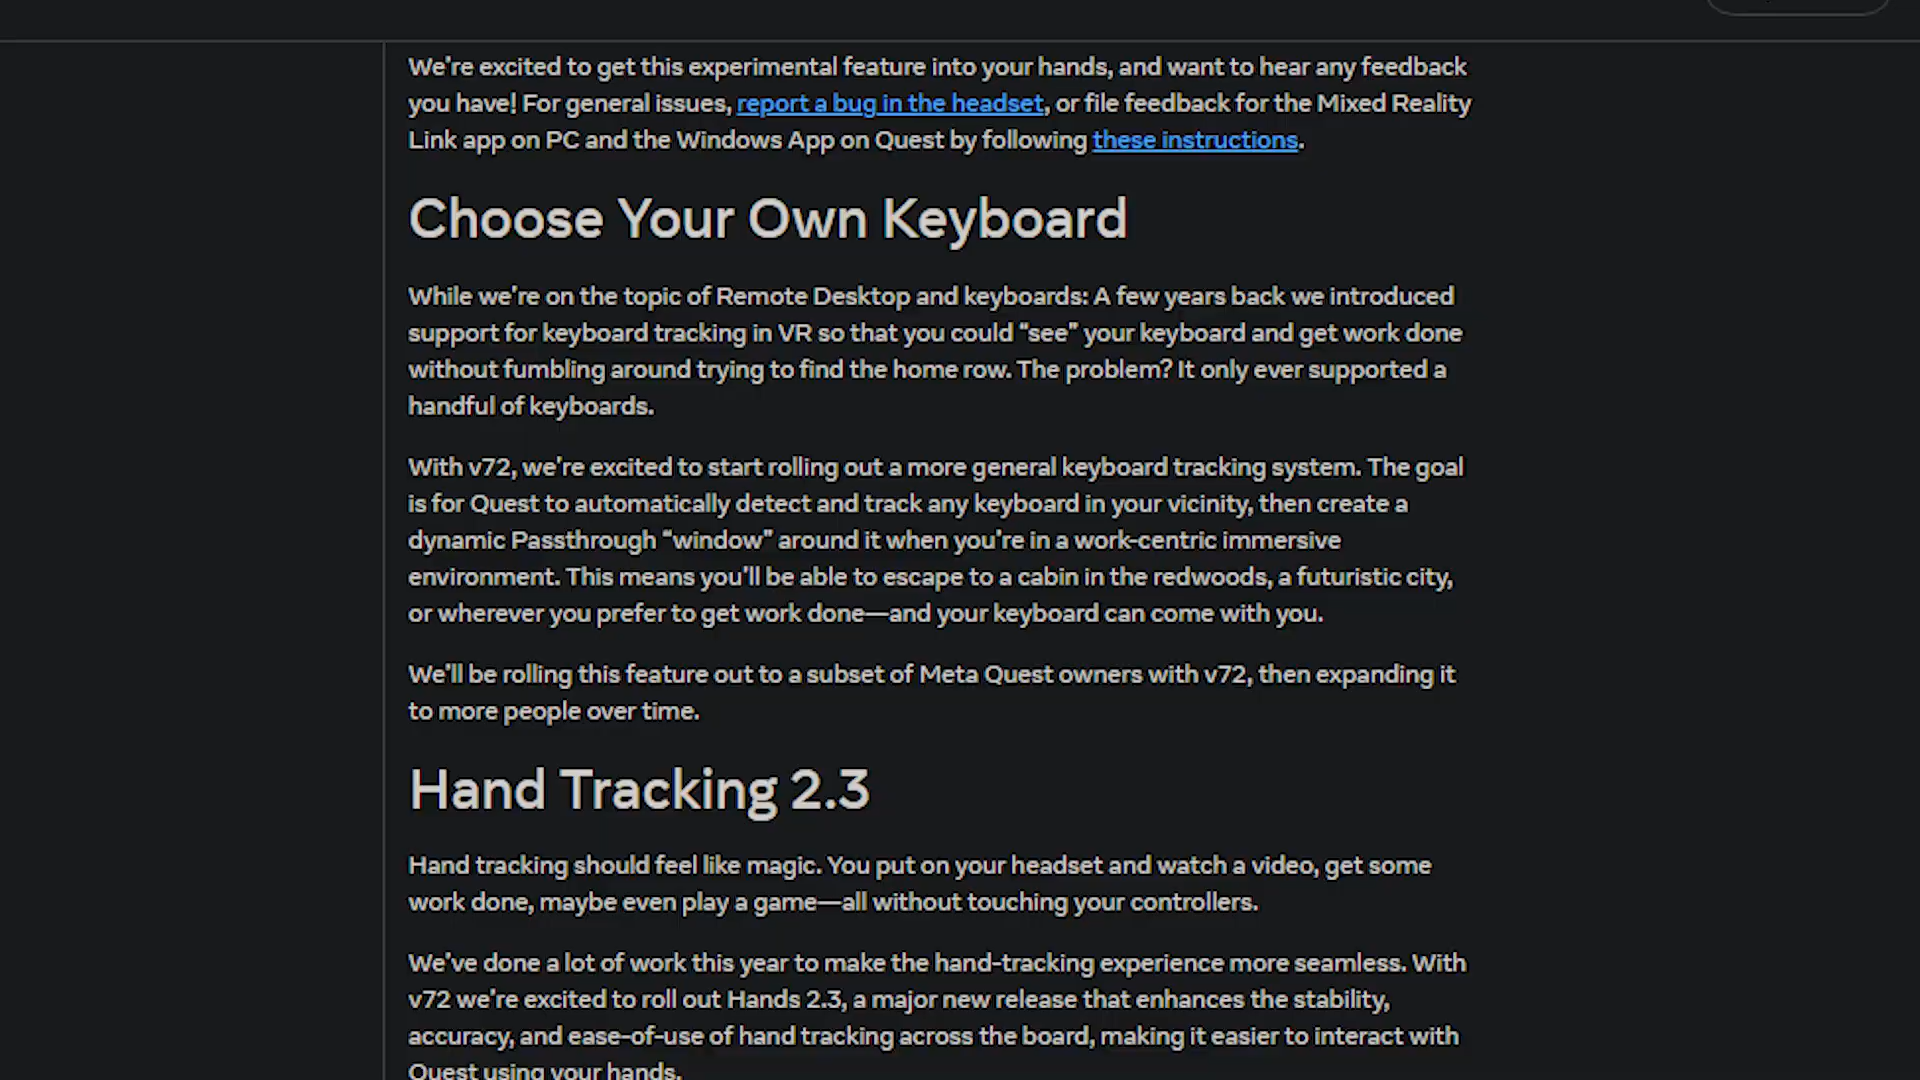 We're excited to get this experimental feature into your hands, and want to hear any feedback
you have! For general issues, report a bug in the headset, or file feedback for the Mixed Reality
Link app on PC and the Windows App on Quest by following these instructions.
Choose Your Own Keyboard
While we're on the topic of Remote Desktop and keyboards: A few years back we introduced
support for keyboard tracking in VR so that you could “see” your keyboard and get work done
without fumbling around trying to find the home row. The problem? It only ever supported a
handful of keyboards.
With v72, we're excited to start rolling out a more general keyboard tracking system. The goal
is for Quest to automatically detect and track any keyboard in your vicinity, then create a
dynamic Passthrough “window” around it when you're in a work-centric immersive
environment. This means you'll be able to escape to a cabin in the redwoods, a futuristic city,
or wherever you prefer to get work done—and your keyboard can come with you.
We'll be rolling this feature out to a subset of Meta Quest owners with v72, then expanding it
to more people over time.
Hand Tracking 2.3
Hand tracking should feel like magic. You put on your headset and watch a video, get some
work done, maybe even play a game—all without touching your controllers.
We've done a lot of work this year to make the hand-tracking experience more seamless. With
v72 we're excited to roll out Hands 2.3, a major new release that enhances the stability,
accuracy, and ease-of-use of hand tracking across the board, making it easier to interact with
Quest using your hands.